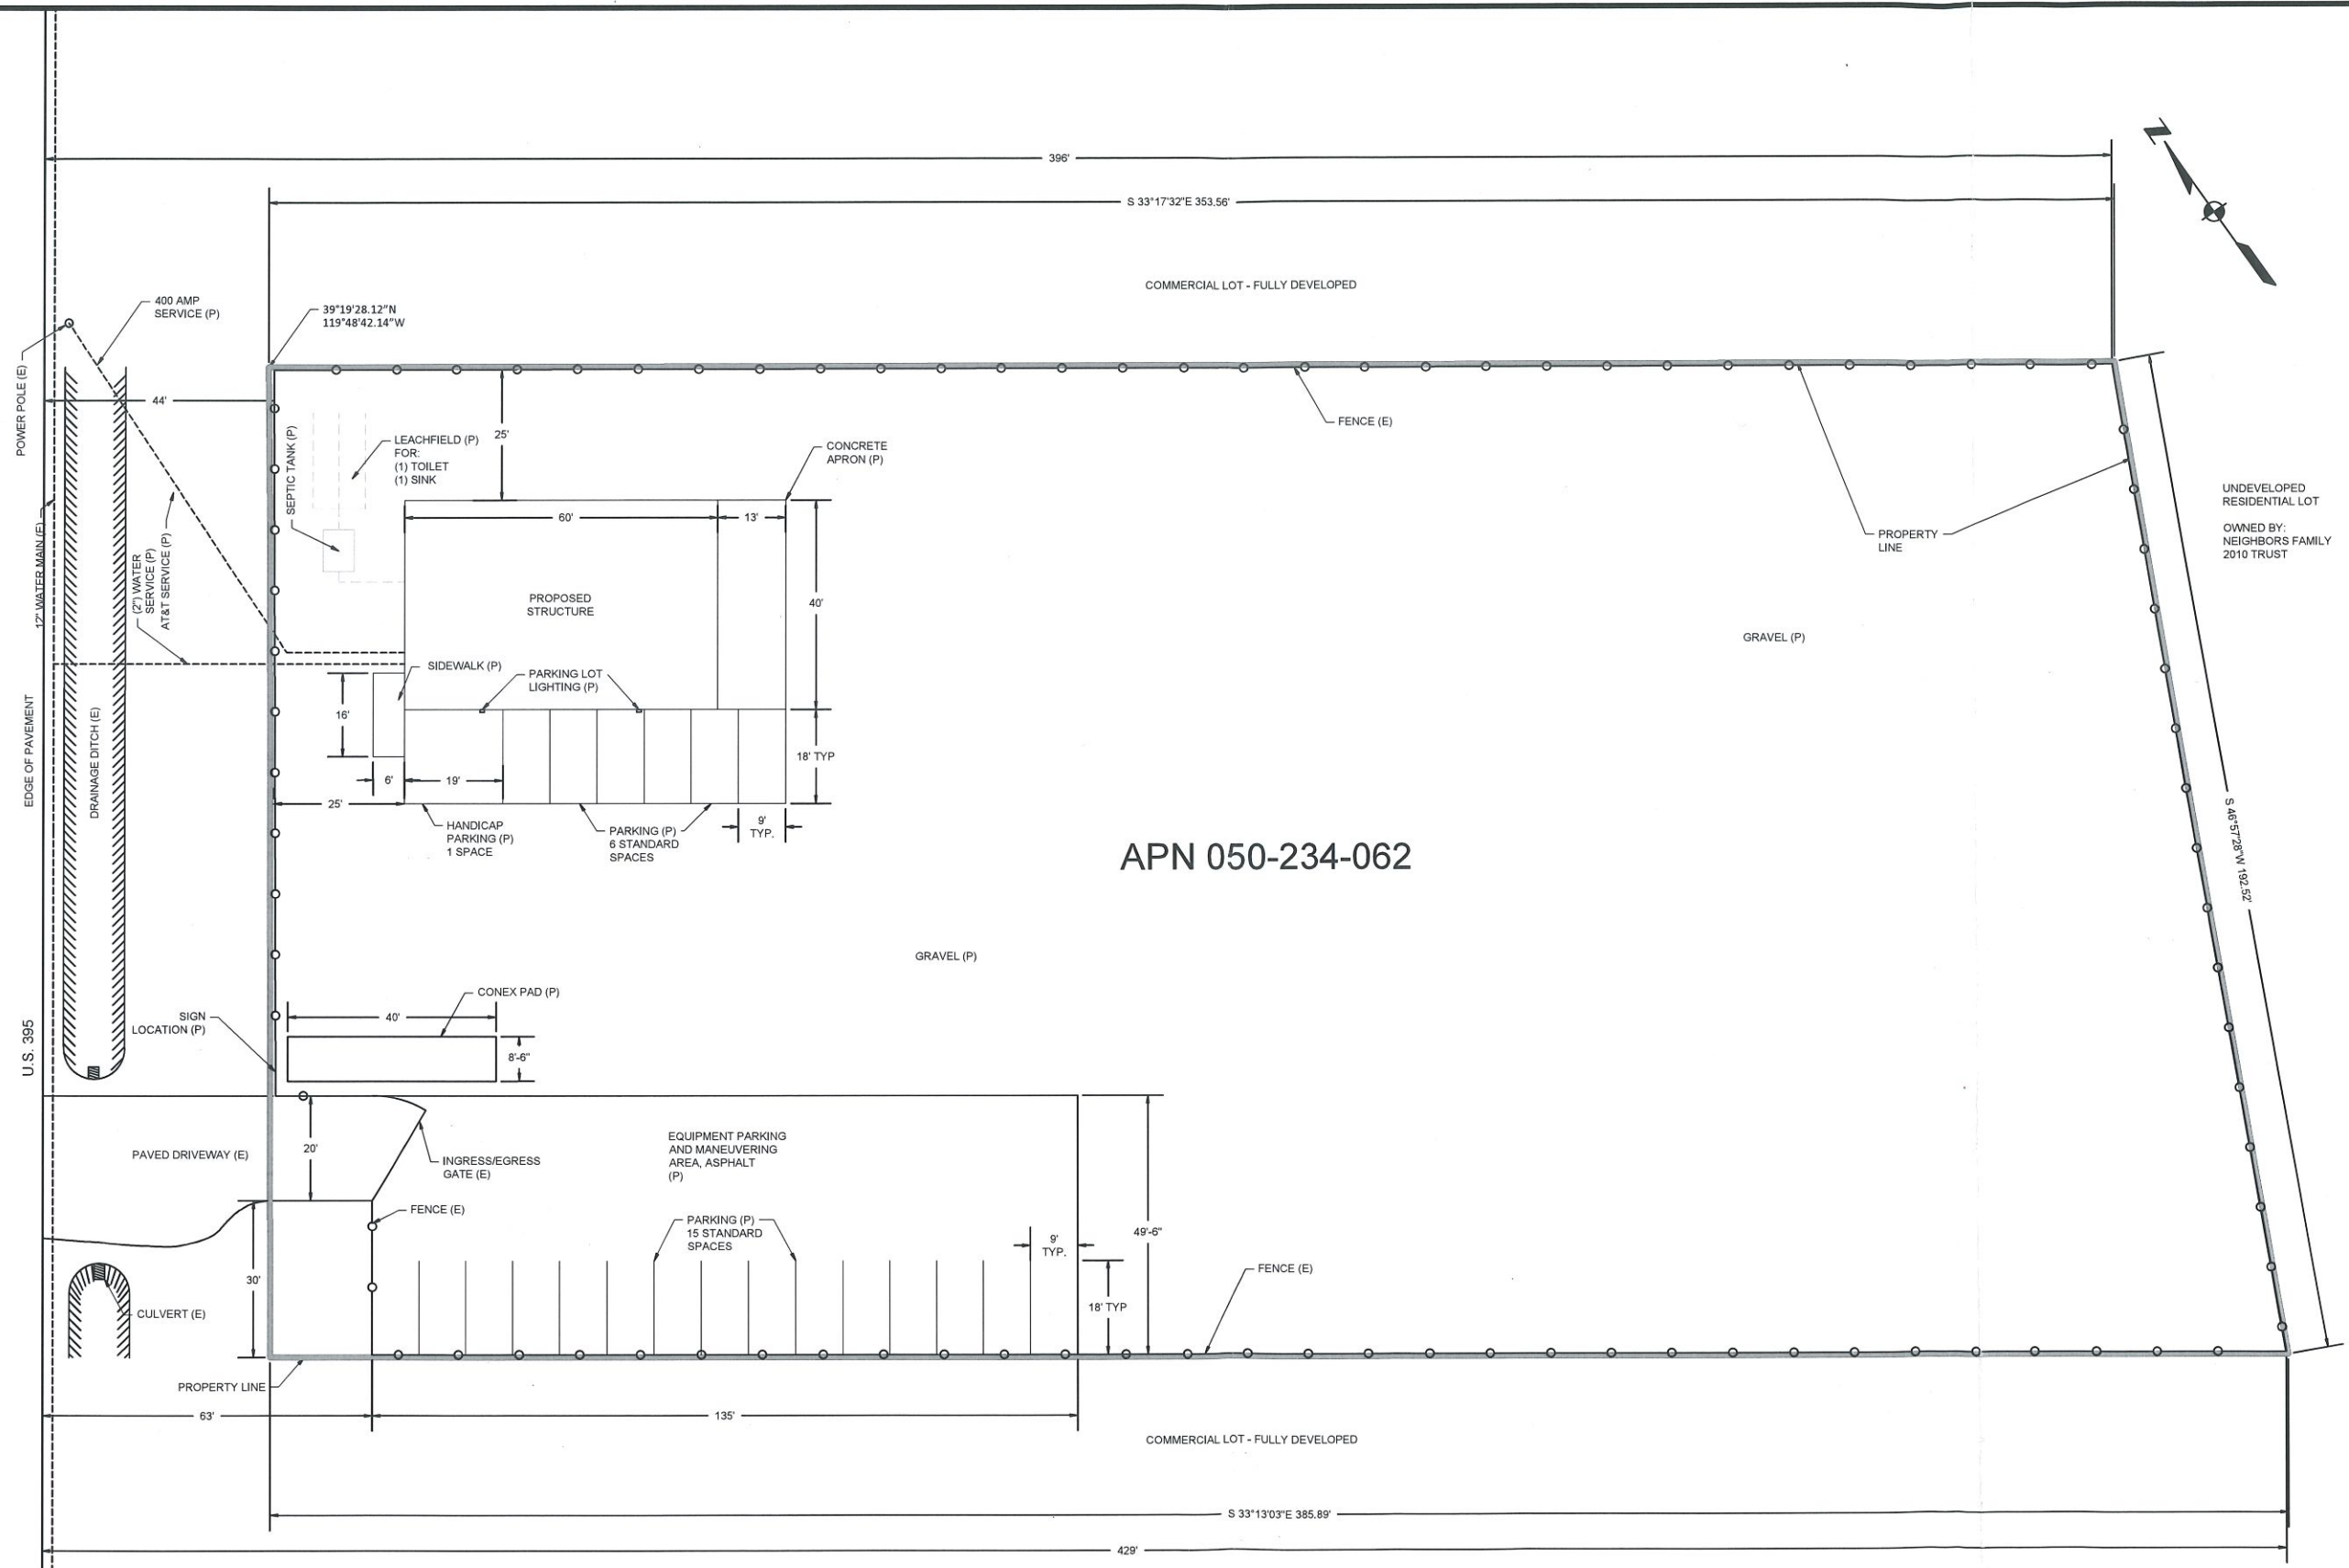 N
396'
S 33°17'32"E 353.56'
COMMERCIAL LOT - FULLY DEVELOPED
400 AMP
SERVICE (P)
39°19'28.12"N
119°48'42.14"W
POWER POLE (E)
44'
SEPTIC TANK (P)
LEACHFIELD (P)
FOR:
(1) TOILET
(1) SINK
25'
CONCRETE
APRON (P)
FENCE (E)
PROPERTY
LINE
UNDEVELOPED
RESIDENTIAL LOT
OWNED BY:
NEIGHBORS FAMILY
2010 TRUST
12" WATER MAIN (E)
(2") WATER
SERVICE (P)
AT&T SERVICE (P)
60'
13'
PROPOSED
STRUCTURE
40'
GRAVEL (P)
SIDEWALK (P)
PARKING LOT
LIGHTING (P)
EDGE OF PAVEMENT
DRAINAGE DITCH (E)
16'
18' TYP
6'
19'
25'
HANDICAP
PARKING (P)
1 SPACE
PARKING (P)
6 STANDARD
SPACES
9'
TYP.
APN 050-234-062
S 46°57'28"W 192.52'
GRAVEL (P)
CONEX PAD (P)
SIGN
LOCATION (P)
40'
8'-6"
U.S. 395
PAVED DRIVEWAY (E)
20'
INGRESS/EGRESS
GATE (E)
EQUIPMENT PARKING
AND MANEUVERING
AREA, ASPHALT
(P)
FENCE (E)
PARKING (P)
15 STANDARD
SPACES
9'
TYP.
49'-6"
30'
FENCE (E)
18' TYP
CULVERT (E)
PROPERTY LINE
63'
135'
COMMERCIAL LOT - FULLY DEVELOPED
S 33°13'03"E 385.89'
429'